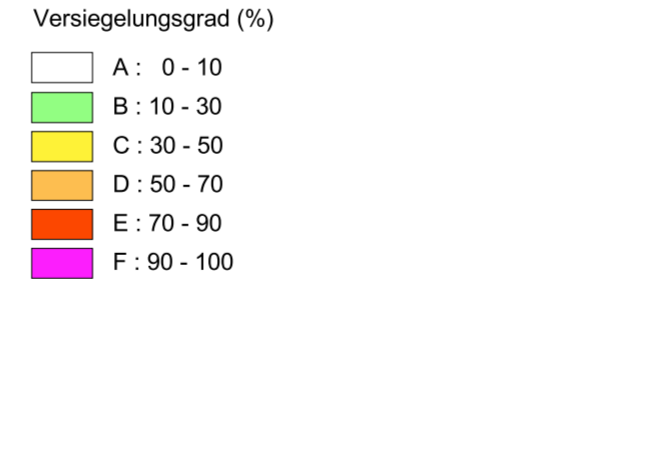 Versiegelungsgrad (%)
A :   0 - 10
B : 10 - 30
C : 30 - 50
D : 50 - 70
E : 70 - 90
F : 90 - 100